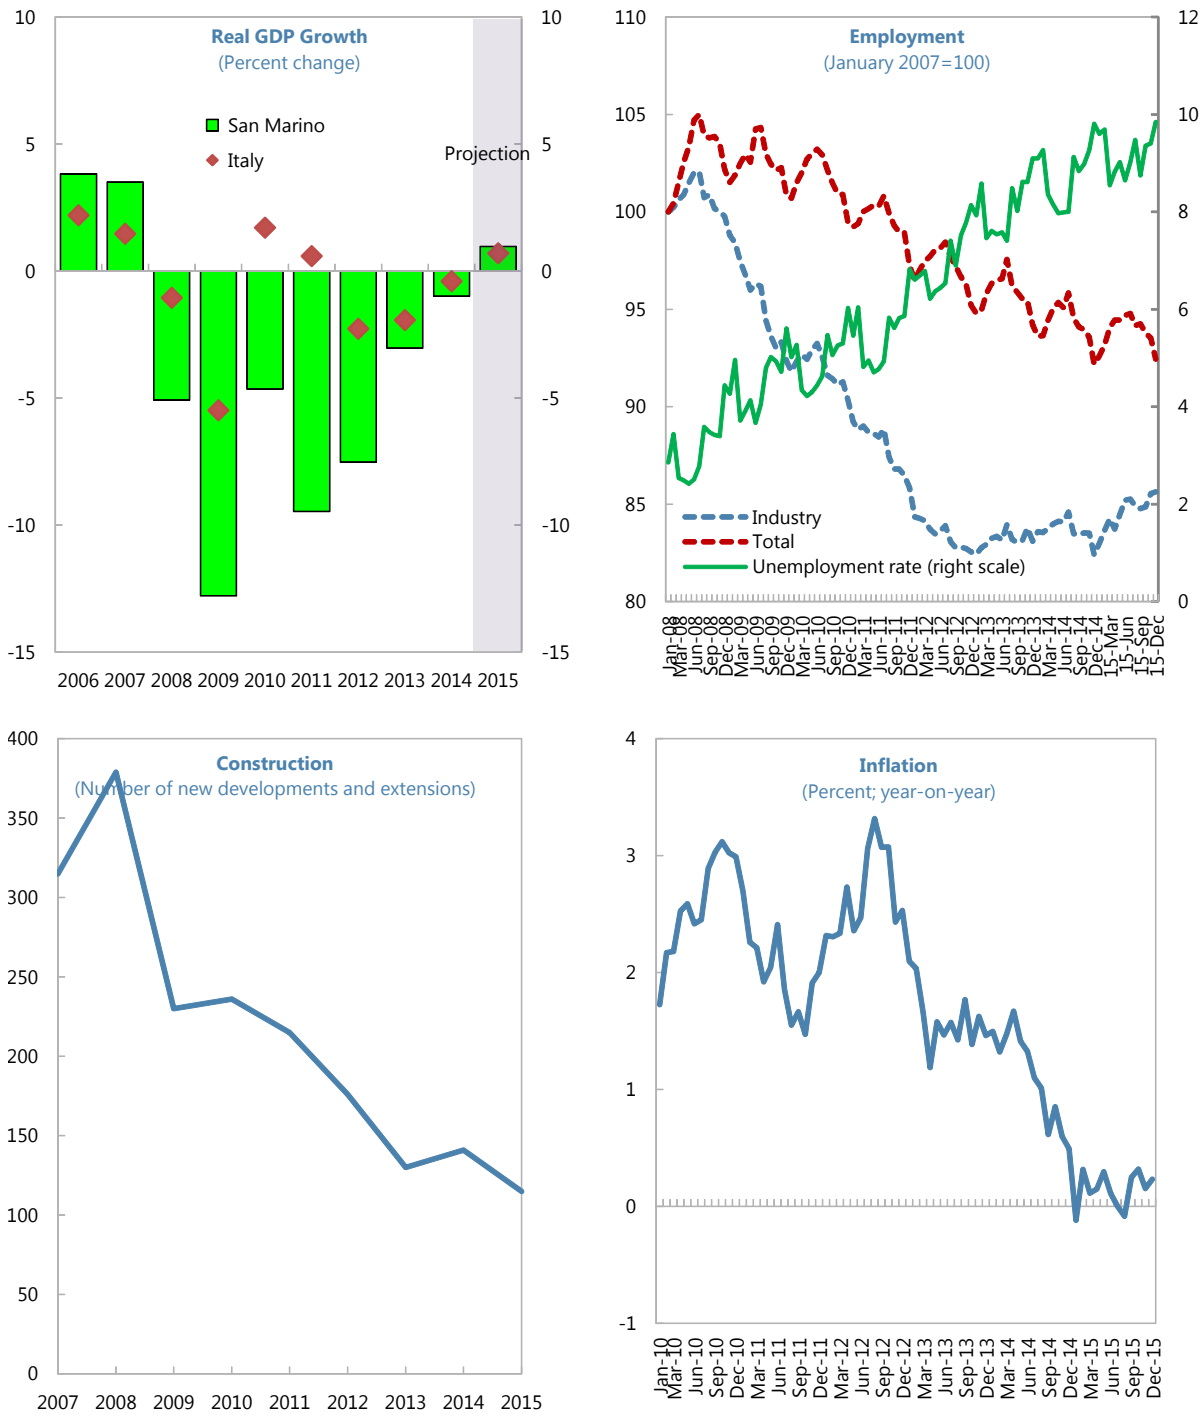 Real GDP Growth
(Percent change)
10
5
0
-5
-10
-15
10
5
0
-5
-10
-15
San Marino
Italy
Projection
2006 2007 2008 2009 2010 2011 2012 2013 2014 2015
Employment
(January 2007=100)
110
105
100
95
90
85
80
12
10
8
6
4
2
0
Industry
Total
Unemployment rate (right scale)
Jan-08
Mar-08
Jun-08
Sep-08
Dec-08
Mar-09
Jun-09
Sep-09
Dec-09
Mar-10
Jun-10
Sep-10
Dec-10
Mar-11
Jun-11
Sep-11
Dec-11
Mar-12
Jun-12
Sep-12
Dec-12
Mar-13
Jun-13
Sep-13
Dec-13
Mar-14
Jun-14
Sep-14
Dec-14
15-Mar
15-Jun
15-Sep
15-Dec
Construction
(Number of new developments and extensions)
400
350
300
250
200
150
100
50
0
2007 2008 2009 2010 2011 2012 2013 2014 2015
Inflation
(Percent; year-on-year)
4
3
2
1
0
-1
Jan-10
Mar-10
Jun-10
Sep-10
Dec-10
Mar-11
Jun-11
Sep-11
Dec-11
Mar-12
Jun-12
Sep-12
Dec-12
Mar-13
Jun-13
Sep-13
Dec-13
Mar-14
Jun-14
Sep-14
Dec-14
Mar-15
Jun-15
Sep-15
Dec-15